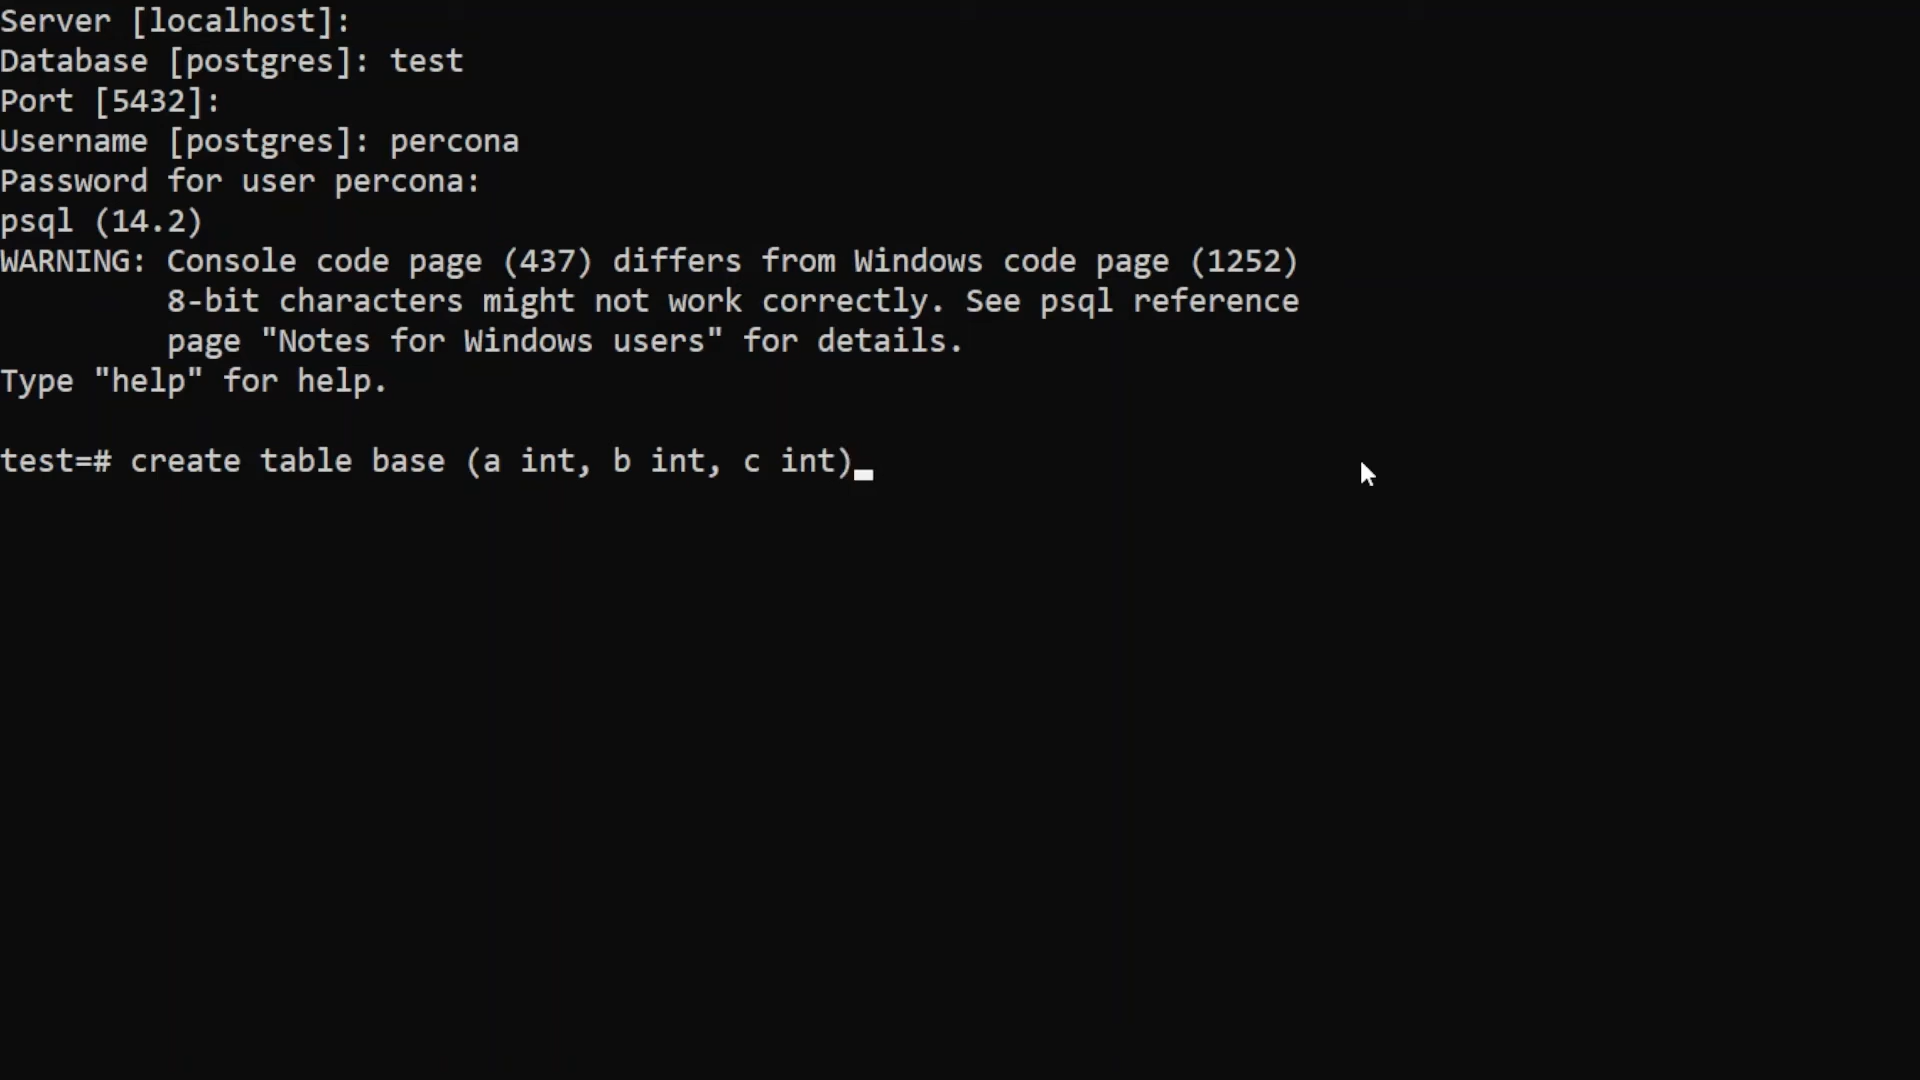 Server [localhost]:
Database [postgres]: test
Port [5432]:
Username [postgres]: percona
Password for user percona:
psql (14.2)
WARNING: Console code page (437) differs from Windows code page (1252)
         8-bit characters might not work correctly. See psql reference
         page "Notes for Windows users" for details.
Type "help" for help.

test=# create table base (a int, b int, c int)